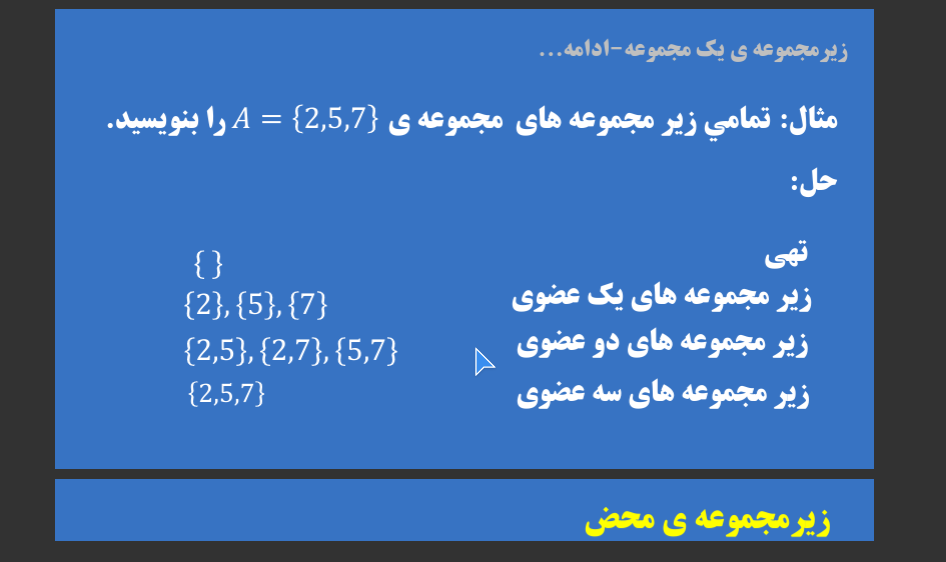 زیرمجموعه ی یک مجموعه-ادامه...
مثال: تمامي زیر مجموعه های مجموعه ی A = {2,5,7} را بنویسید.
حل:
تهی { }
زیر مجموعه های یک عضوی {2}, {5}, {7}
زیر مجموعه های دو عضوی {2,5}, {2,7}, {5,7}
زیر مجموعه های سه عضوی {2,5,7}
زیرمجموعه ی محض